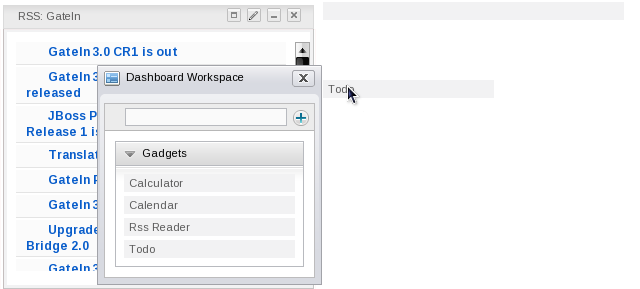 RSS: GateIn
GateIn 3.0 CR1 is out
GateIn 3
released
JBoss P
Release 1 is
Translat
GateIn
GateIn 3
Upgrade
Bridge 2.0
GateIn 3
Dashboard Workspace
Gadgets
Calculator
Calendar
Rss Reader
Todo
Todo